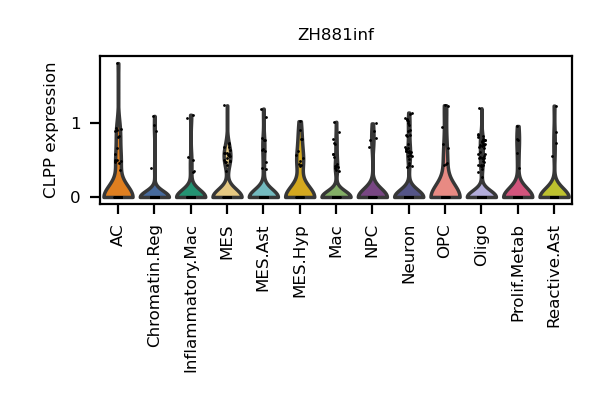 ZH881inf
CLPP expression
1
0
AC
Chromatin.Reg
Inflammatory.Mac
MES
MES.Ast
MES.Hyp
Mac
NPC
Neuron
OPC
Oligo
Prolif.Metab
Reactive.Ast